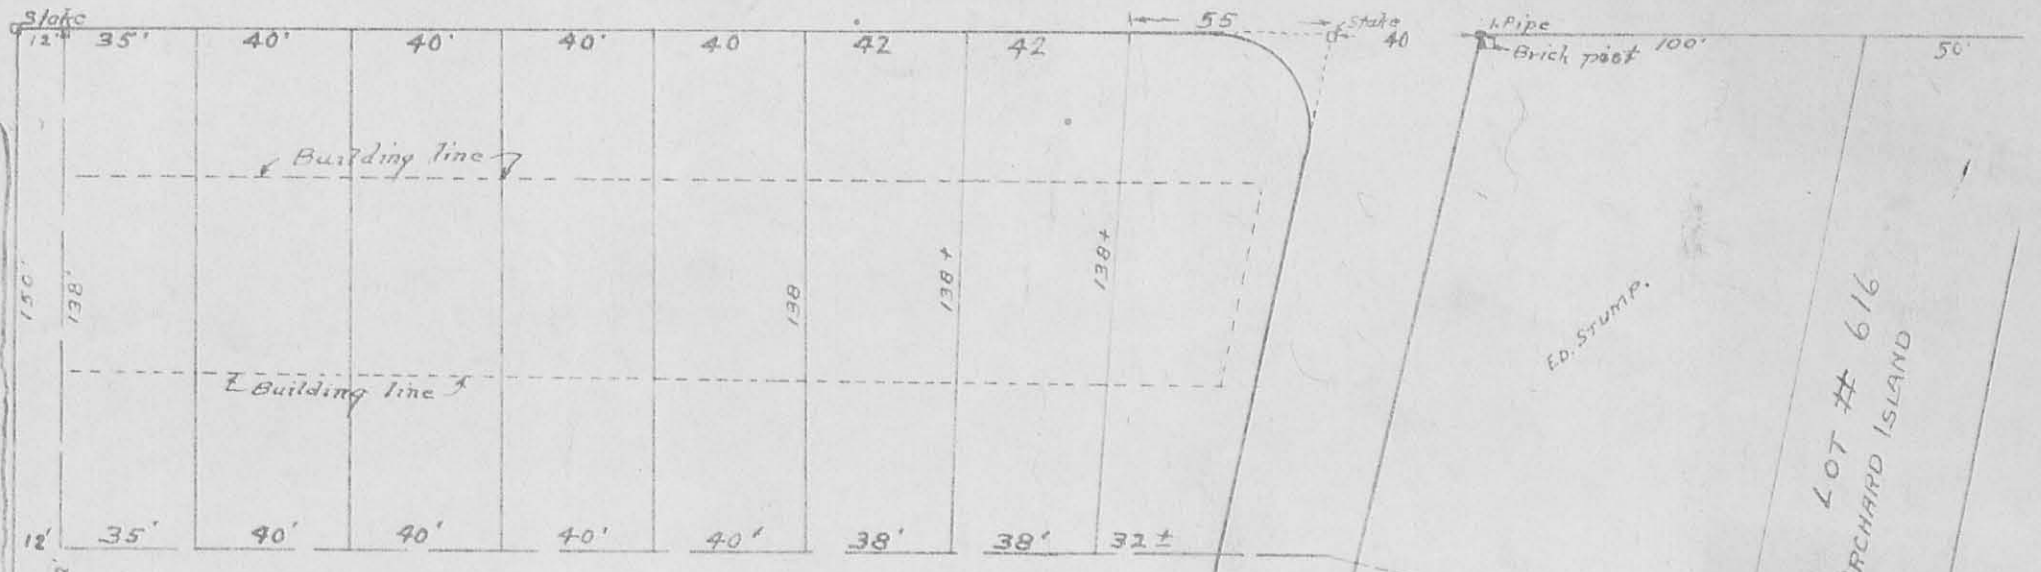 Stake
12' 35' 40' 40' 40' 40 42 42 55 Stake 40 I. Pipe
Brick post 100' 50'
Building line
150' 138' 138 138+ 138+
Building line
E.D. STUMP.
LOT # 616
RCHARD ISLAND
12' 35' 40' 40' 40' 40' 38' 38' 32±